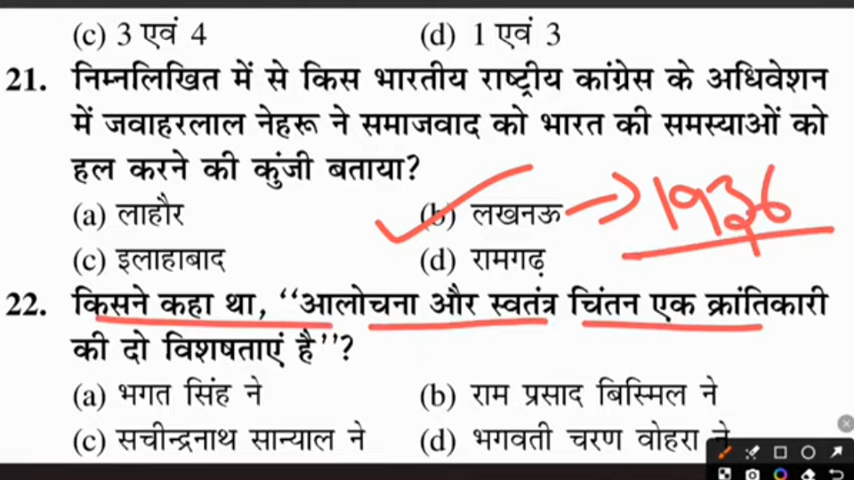 (c) 3 एवं 4 (d) 1 एवं 3
21. निम्नलिखित में से किस भारतीय राष्ट्रीय कांग्रेस के अधिवेशन
में जवाहरलाल नेहरू ने समाजवाद को भारत की समस्याओं को
हल करने की कुंजी बताया?
(a) लाहौर (b) लखनऊ → 1936
(c) इलाहाबाद (d) रामगढ़
22. किसने कहा था, ‘‘आलोचना और स्वतंत्र चिंतन एक क्रांतिकारी
की दो विशषताएं है’’?
(a) भगत सिंह ने (b) राम प्रसाद बिस्मिल ने
(c) सचीन्द्रनाथ सान्याल ने (d) भगवती चरण वोहरा ने